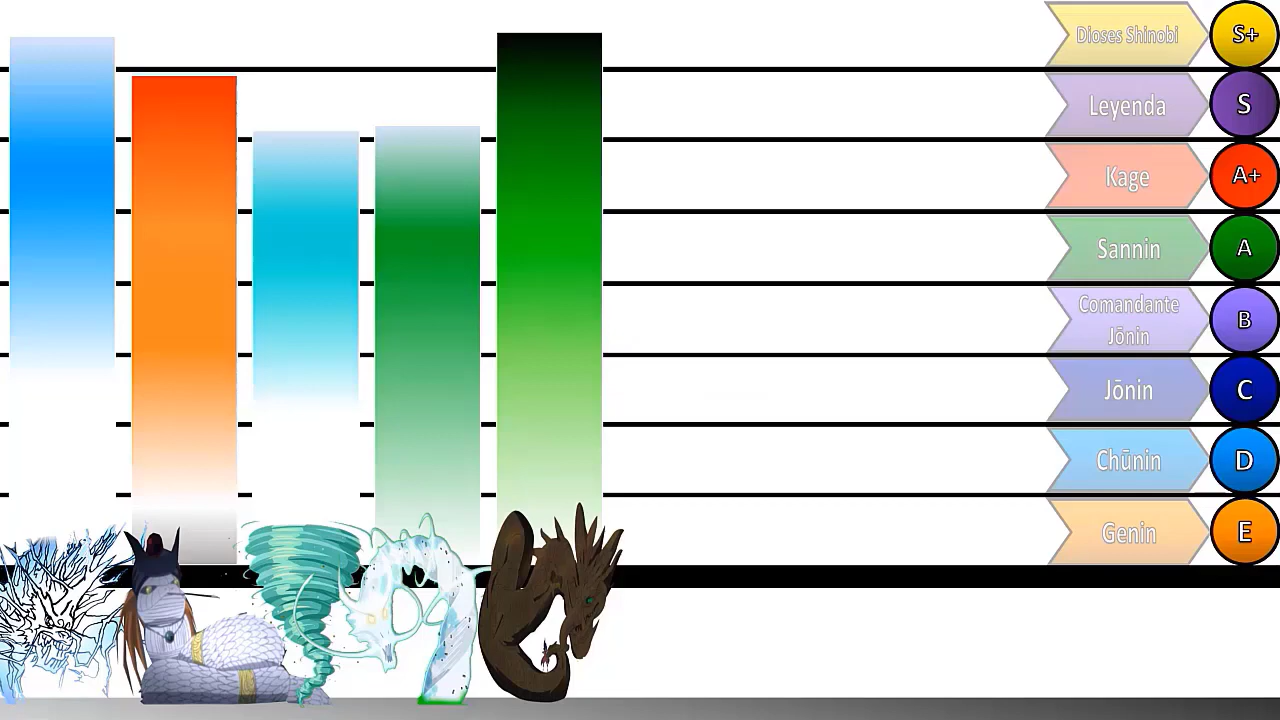 Dioses Shinobi S+
Leyenda S
Kage A+
Sannin A
Comandante
Jōnin B
Jōnin C
Chūnin D
Genin E